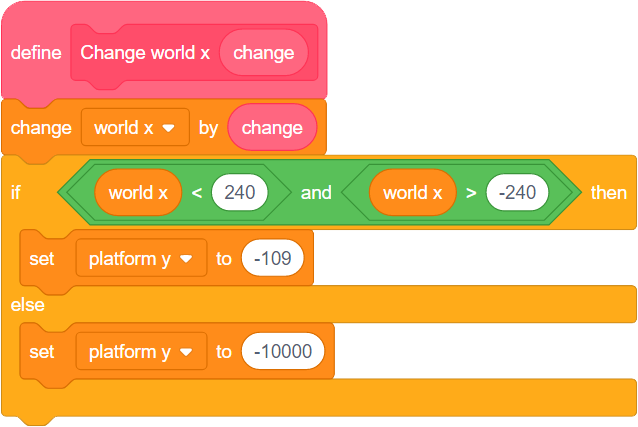 define Change world x change
change world x by change
if world x < 240 and world x > -240 then
set platform y to -109
else
set platform y to -10000